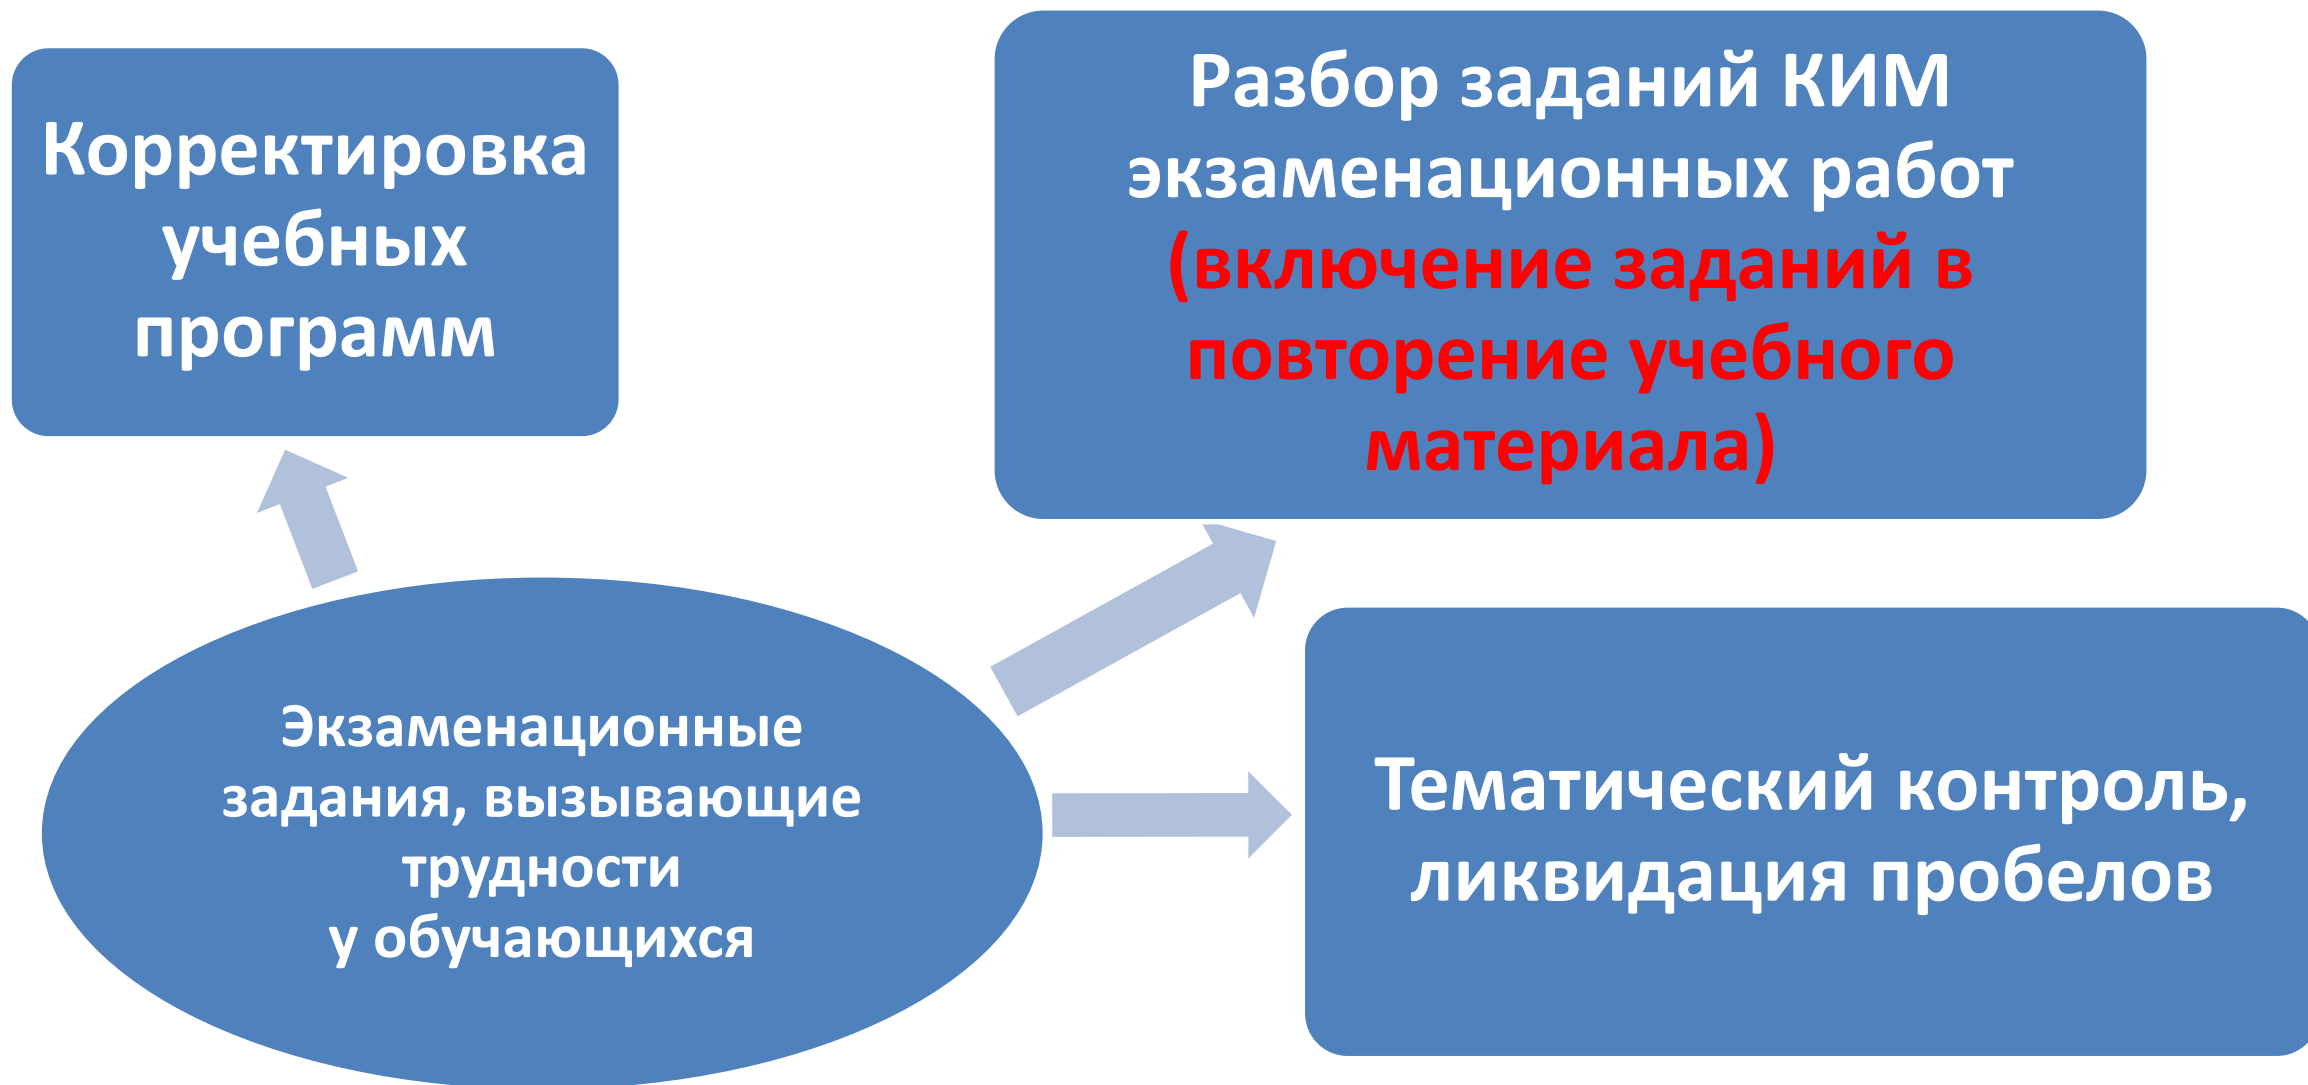 Корректировка
учебных
программ
Разбор заданий КИМ
экзаменационных работ
(включение заданий в
повторение учебного
материала)
Экзаменационные
задания, вызывающие
трудности
у обучающихся
Тематический контроль,
ликвидация пробелов